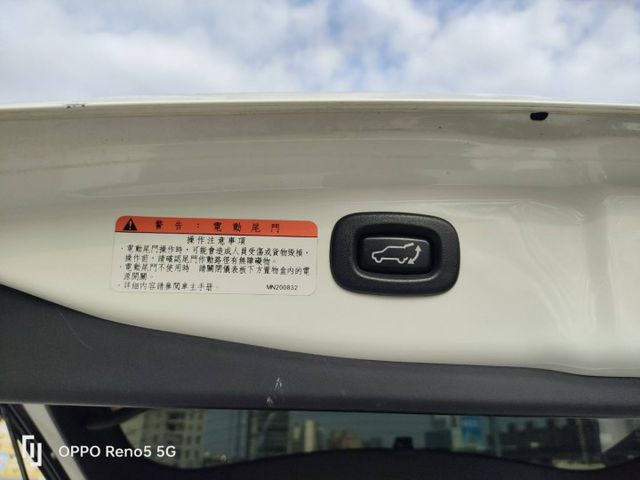 警告：電動尾門
操作注意事項
·電動尾門操作時，可能會造成人員受傷或貨物毀損，
操作前，請確認尾門作動路徑有無障礙物。
·電動尾門不使用時 請關閉儀表板下方置物盒內的電
源開關。
·詳細內容請參閱車主手冊。 MN200832
OPPO Reno5 5G